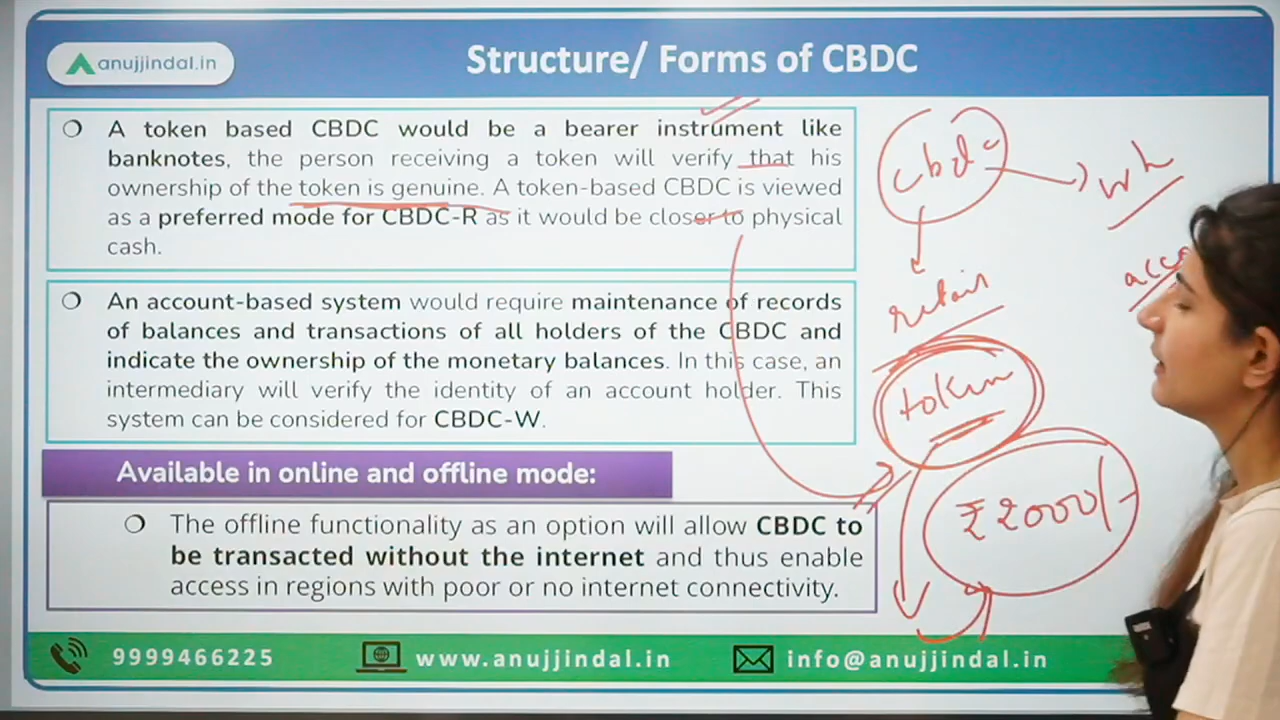 anujjindal.in
Structure/ Forms of CBDC
A token based CBDC would be a bearer instrument like
banknotes, the person receiving a token will verify that his
ownership of the token is genuine. A token-based CBDC is viewed
as a preferred mode for CBDC-R as it would be closer to physical
cash.
An account-based system would require maintenance of records
of balances and transactions of all holders of the CBDC and
indicate the ownership of the monetary balances. In this case, an
intermediary will verify the identity of an account holder. This
system can be considered for CBDC-W.
Available in online and offline mode:
The offline functionality as an option will allow CBDC to
be transacted without the internet and thus enable
access in regions with poor or no internet connectivity.
cbdc
wh
retail
acco
token
₹2000/-
9999466225
www.anujjindal.in
info@anujjindal.in